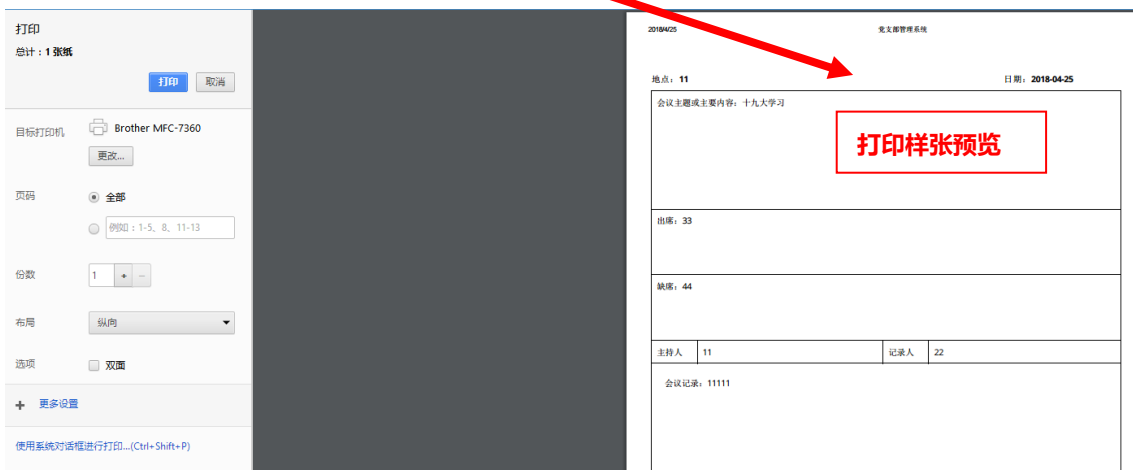 打印
总计：1 张纸
打印 取消
目标打印机 Brother MFC-7360
更改...
页码 全部
例如：1-5、8、11-13
份数 1 + −
布局 纵向
选项 双面
+ 更多设置
使用系统对话框进行打印...(Ctrl+Shift+P)
2018/4/25 党支部管理系统
地点：11 日期：2018-04-25
会议主题或主要内容：十九大学习
打印样张预览
出席：33
缺席：44
主持人 11 记录人 22
会议记录：11111